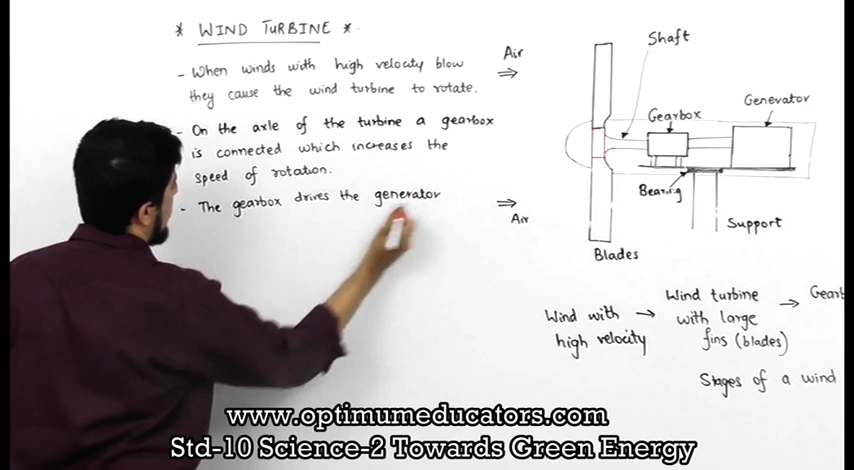 * WIND TURBINE *.
- When winds with high velocity blow
they cause the wind turbine to rotate.
- On the axle of the turbine a gearbox
is connected which increases the
speed of rotation.
- The gearbox drives the generator
Air
⇒
⇒
Air
Shaft
Gearbox
Generator
Bearing
Support
Blades
Wind with
high velocity
→
Wind turbine
with large
fins (blades)
→
Gearb
Stages of a wind
www.optimumeducators.com
Std-10 Science-2 Towards Green Energy